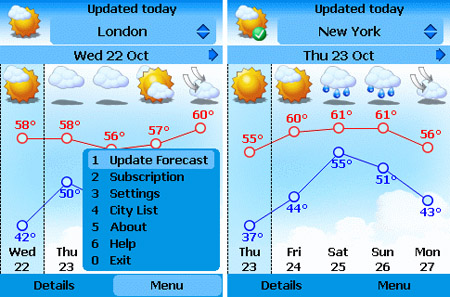 Updated today
London
Wed 22 Oct
58° 58° 56° 57° 60°
1 Update Forecast
2 Subscription
3 Settings
4 City List
5 About
6 Help
0 Exit
42° 50°
Wed Thu
22 23
Details Menu
Updated today
New York
Thu 23 Oct
55° 60° 61° 61° 56°
37° 44° 55° 51° 43°
Thu Fri Sat Sun Mon
23 24 25 26 27
Details Menu